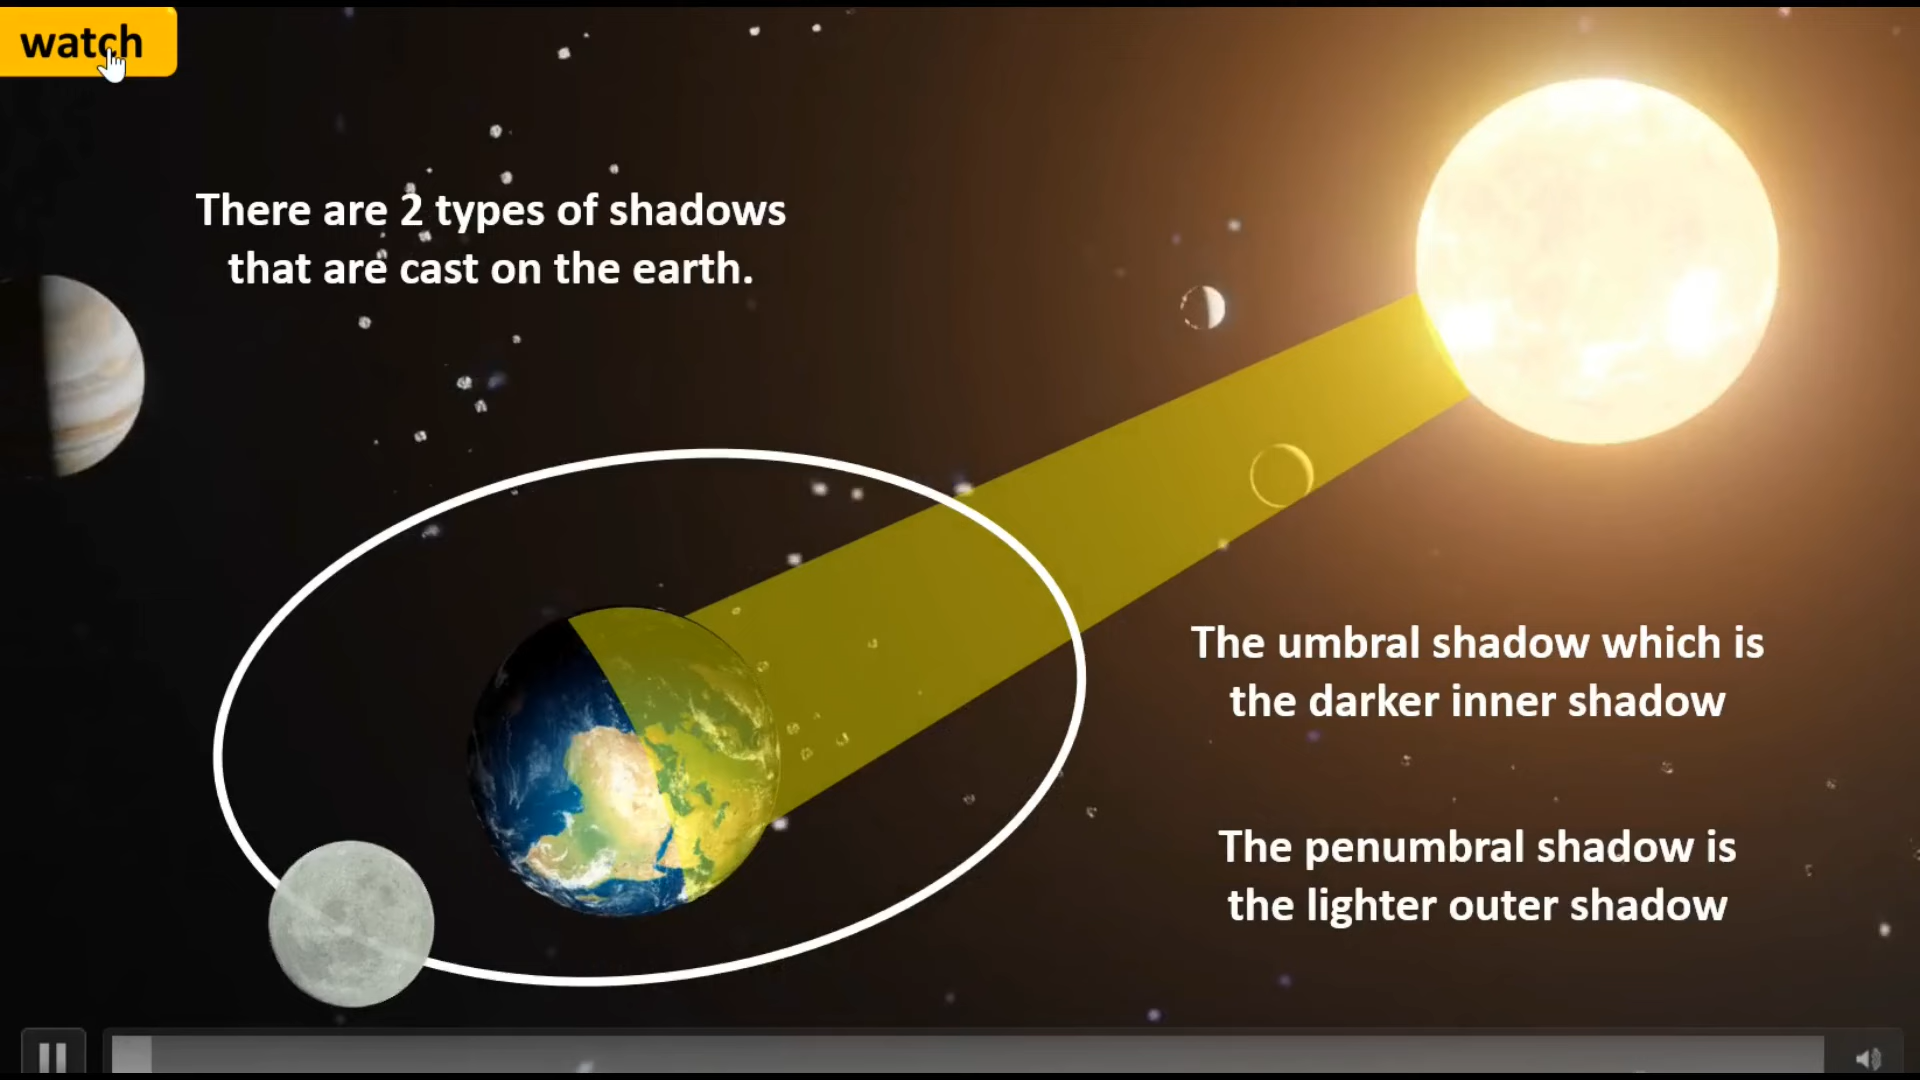 watch
There are 2 types of shadows
that are cast on the earth.
The umbral shadow which is
the darker inner shadow
The penumbral shadow is
the lighter outer shadow